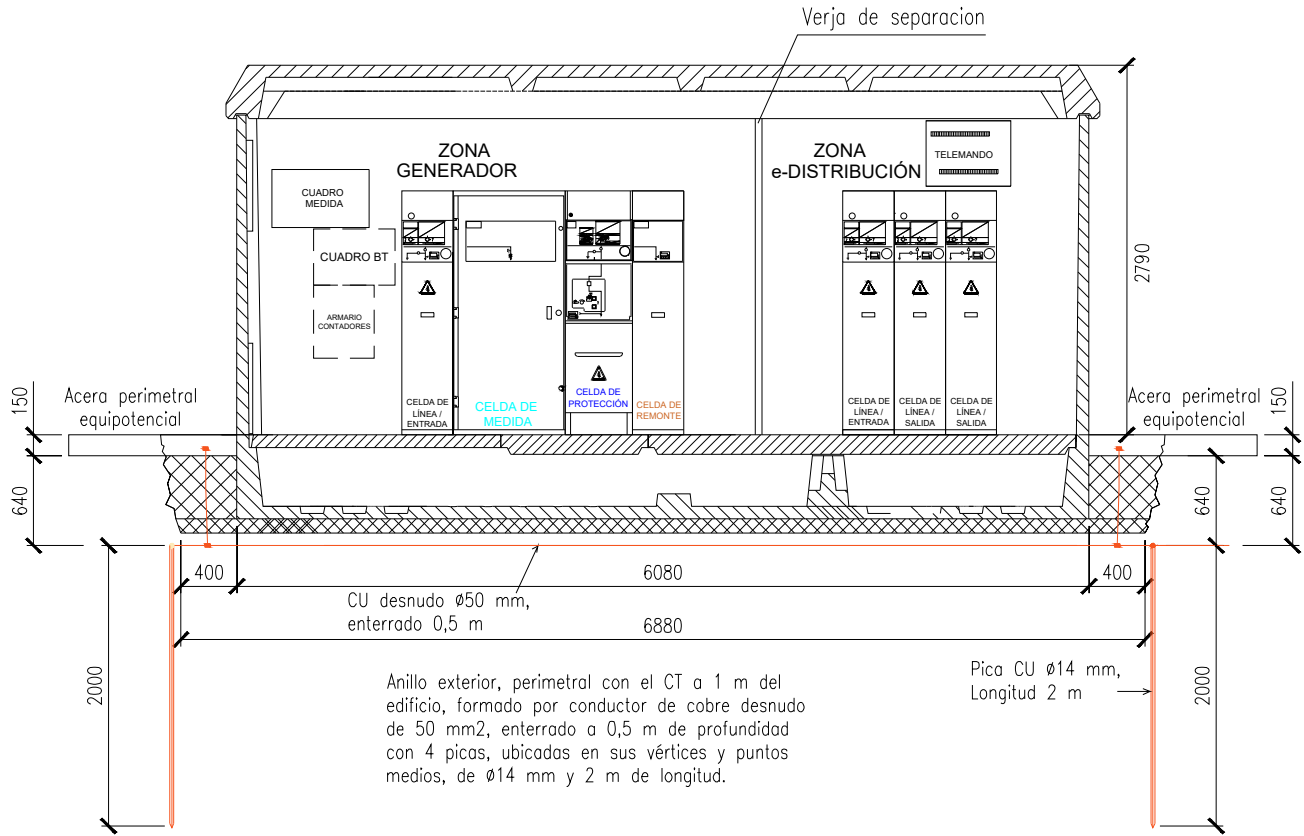 Verja de separacion
ZONA
GENERADOR
ZONA
e-DISTRIBUCIÓN
TELEMANDO
CUADRO
MEDIDA
CUADRO BT
ARMARIO
CONTADORES
2790
CELDA DE
LÍNEA /
ENTRADA
CELDA DE
MEDIDA
CELDA DE
PROTECCIÓN
CELDA DE
REMONTE
CELDA DE
LÍNEA /
ENTRADA
CELDA DE
LÍNEA /
SALIDA
CELDA DE
LÍNEA /
SALIDA
150
Acera perimetral
equipotencial
Acera perimetral
equipotencial
150
640
640
640
400
6080
400
CU desnudo ø50 mm,
enterrado 0,5 m
6880
2000
Anillo exterior, perimetral con el CT a 1 m del
edificio, formado por conductor de cobre desnudo
de 50 mm2, enterrado a 0,5 m de profundidad
con 4 picas, ubicadas en sus vértices y puntos
medios, de ø14 mm y 2 m de longitud.
Pica CU ø14 mm,
Longitud 2 m
2000